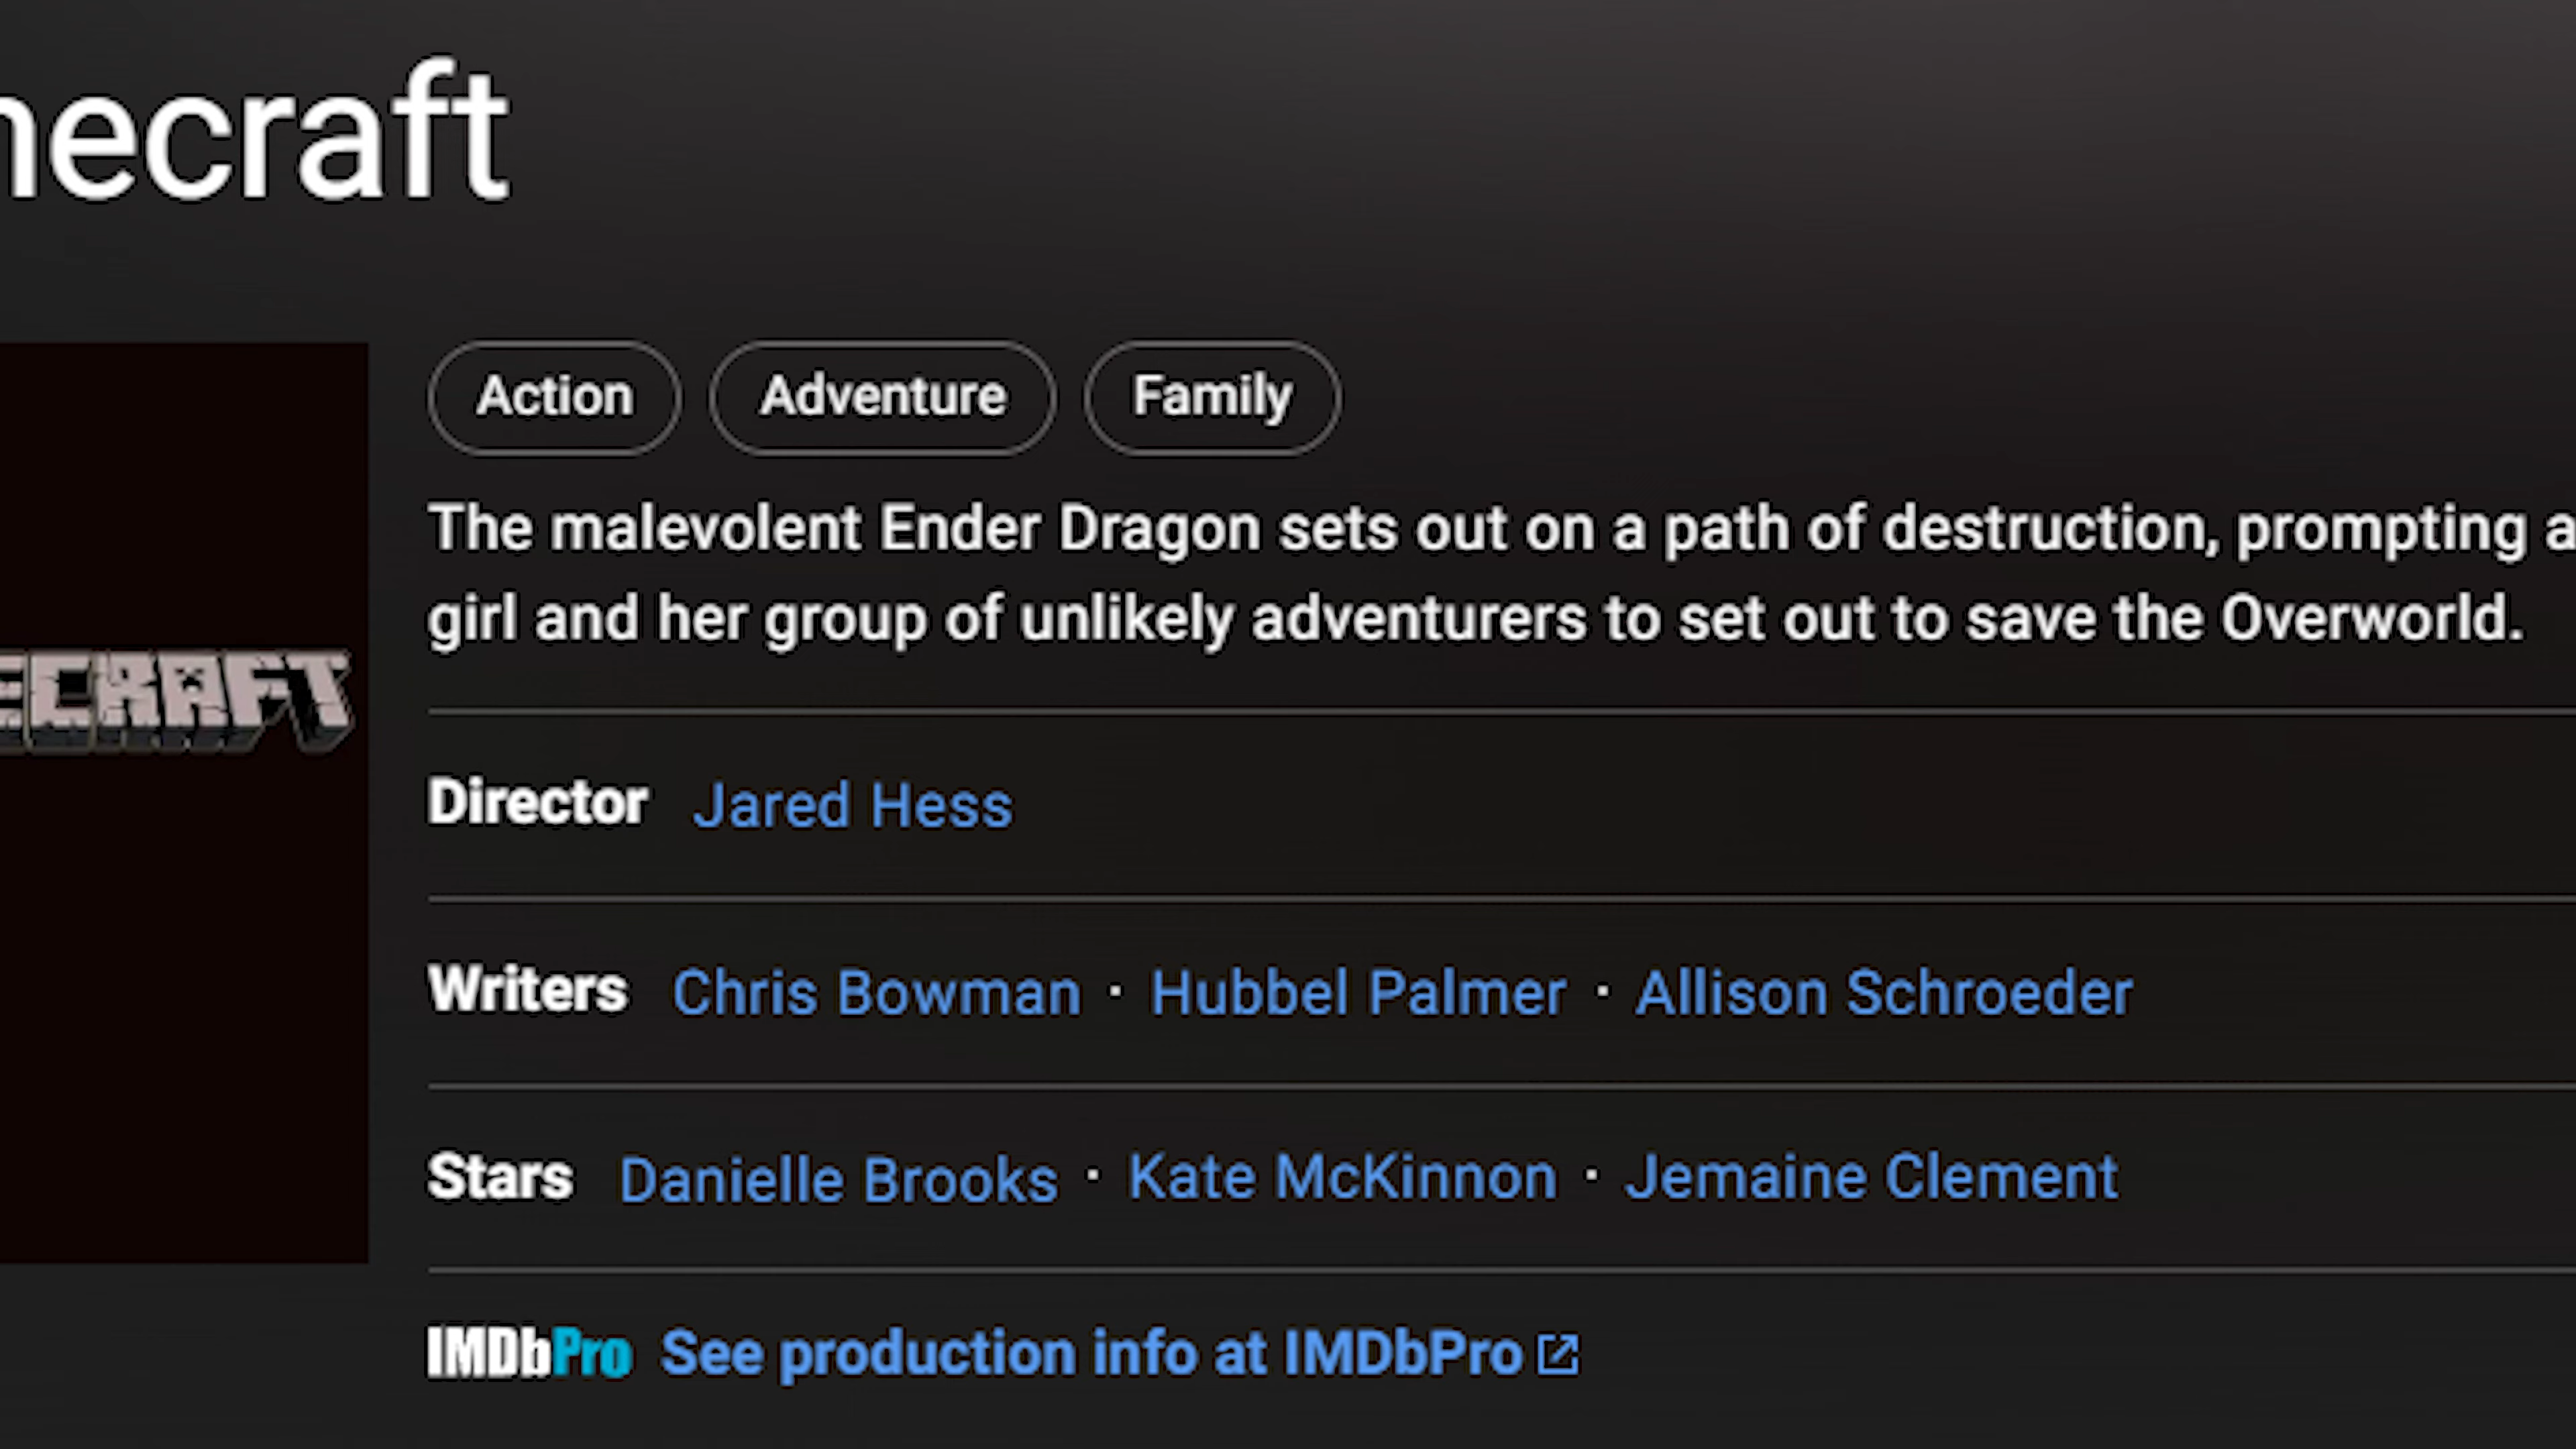 necraft
Action Adventure Family
The malevolent Ender Dragon sets out on a path of destruction, prompting a
girl and her group of unlikely adventurers to set out to save the Overworld.
ECRAFT
Director Jared Hess
Writers Chris Bowman · Hubbel Palmer · Allison Schroeder
Stars Danielle Brooks · Kate McKinnon · Jemaine Clement
IMDbPro See production info at IMDbPro